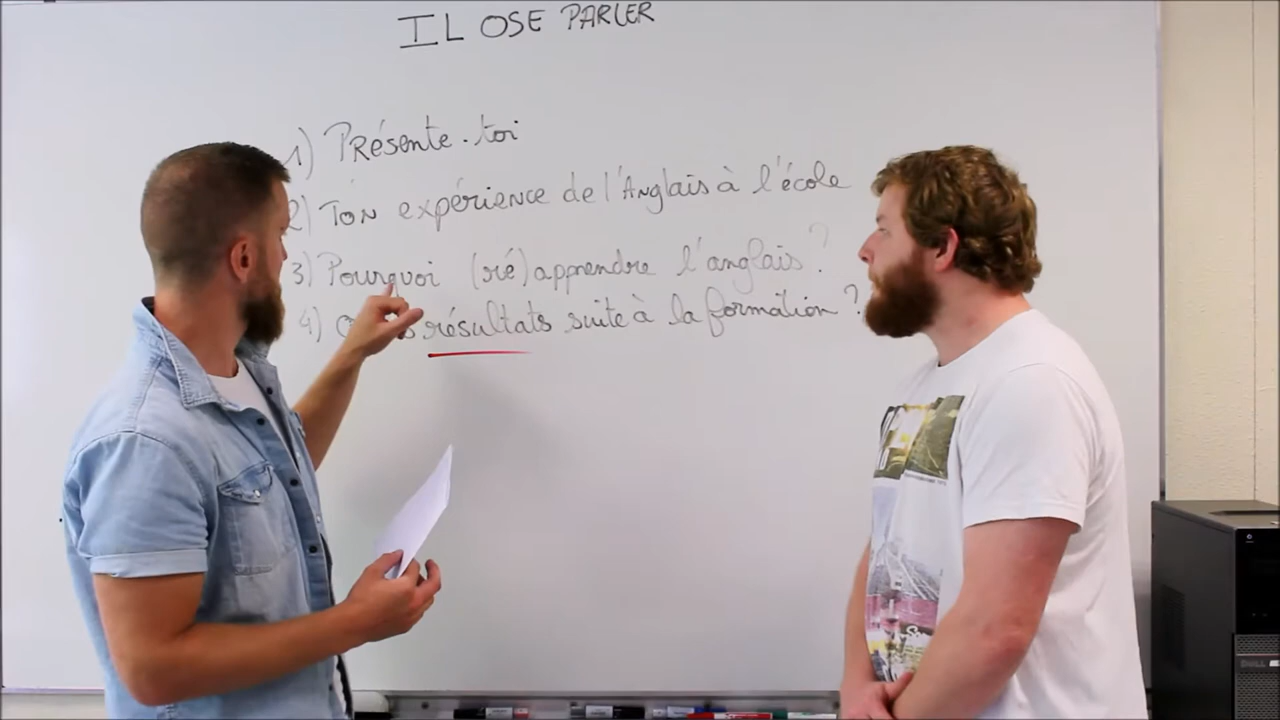 IL OSE PARLER
1) Présente-toi
2) Ton expérience de l'Anglais à l'école
3) Pourquoi (ré)apprendre l'anglais ?
4) résultats suite à la formation ?
DELL